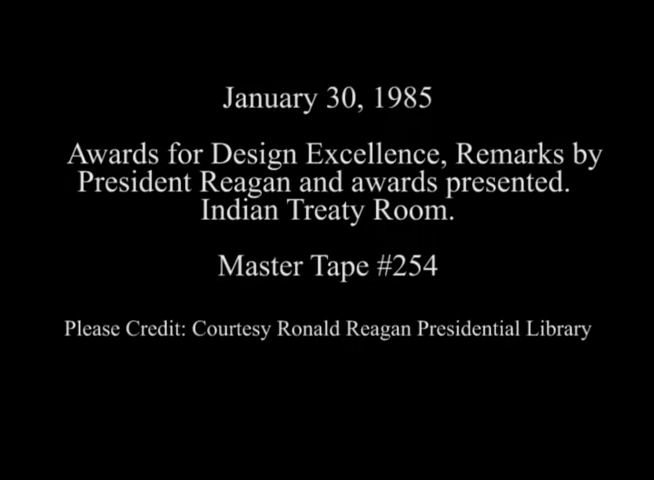 January 30, 1985
Awards for Design Excellence, Remarks by
President Reagan and awards presented.
Indian Treaty Room.
Master Tape #254
Please Credit: Courtesy Ronald Reagan Presidential Library